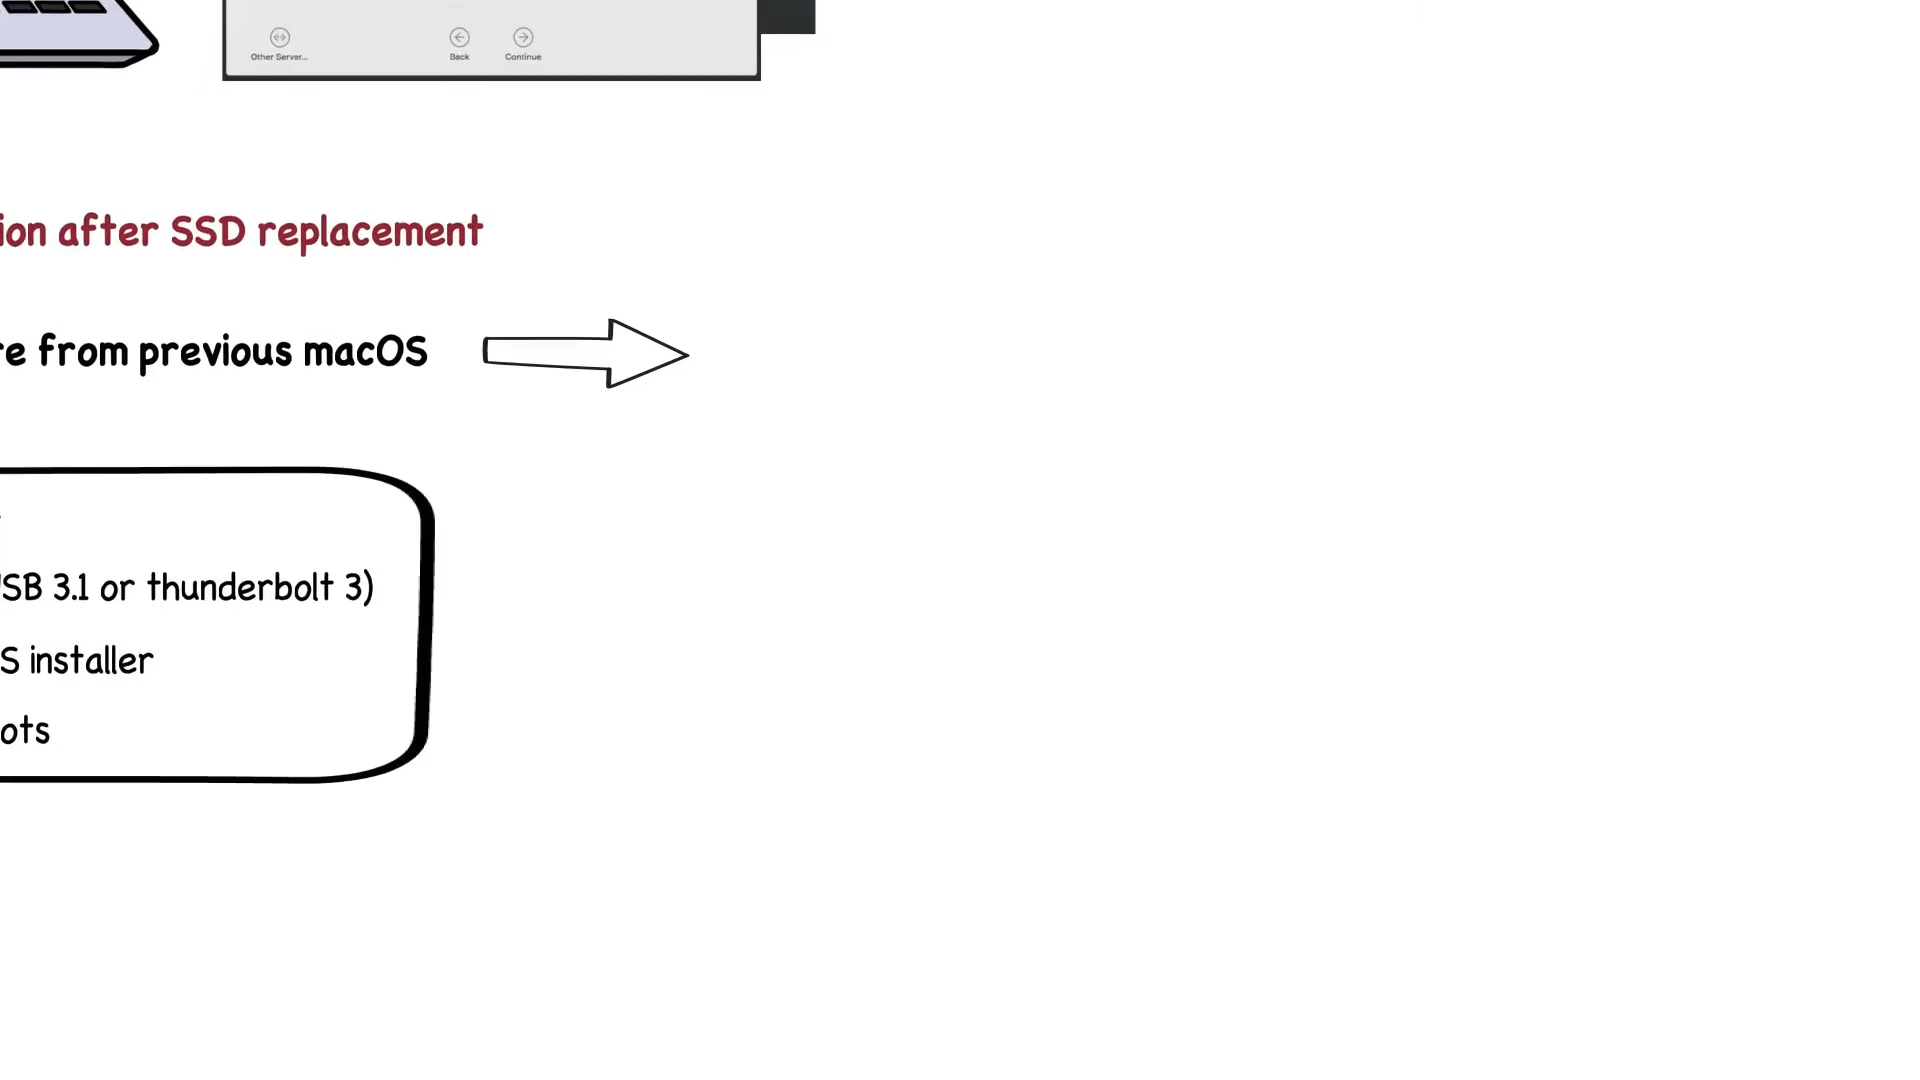 Other Server...
Back
Continue
ion after SSD replacement
re from previous macOS
SB 3.1 or thunderbolt 3)
S installer
ots